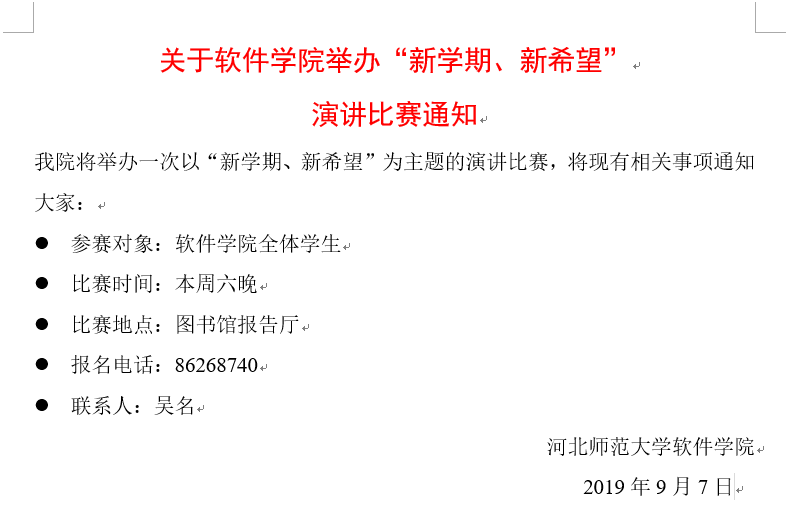 关于软件学院举办“新学期、新希望”
演讲比赛通知
我院将举办一次以“新学期、新希望”为主题的演讲比赛，将现有相关事项通知
大家：
● 参赛对象：软件学院全体学生
● 比赛时间：本周六晚
● 比赛地点：图书馆报告厅
● 报名电话：86268740
● 联系人：吴名
河北师范大学软件学院
2019 年 9 月 7 日